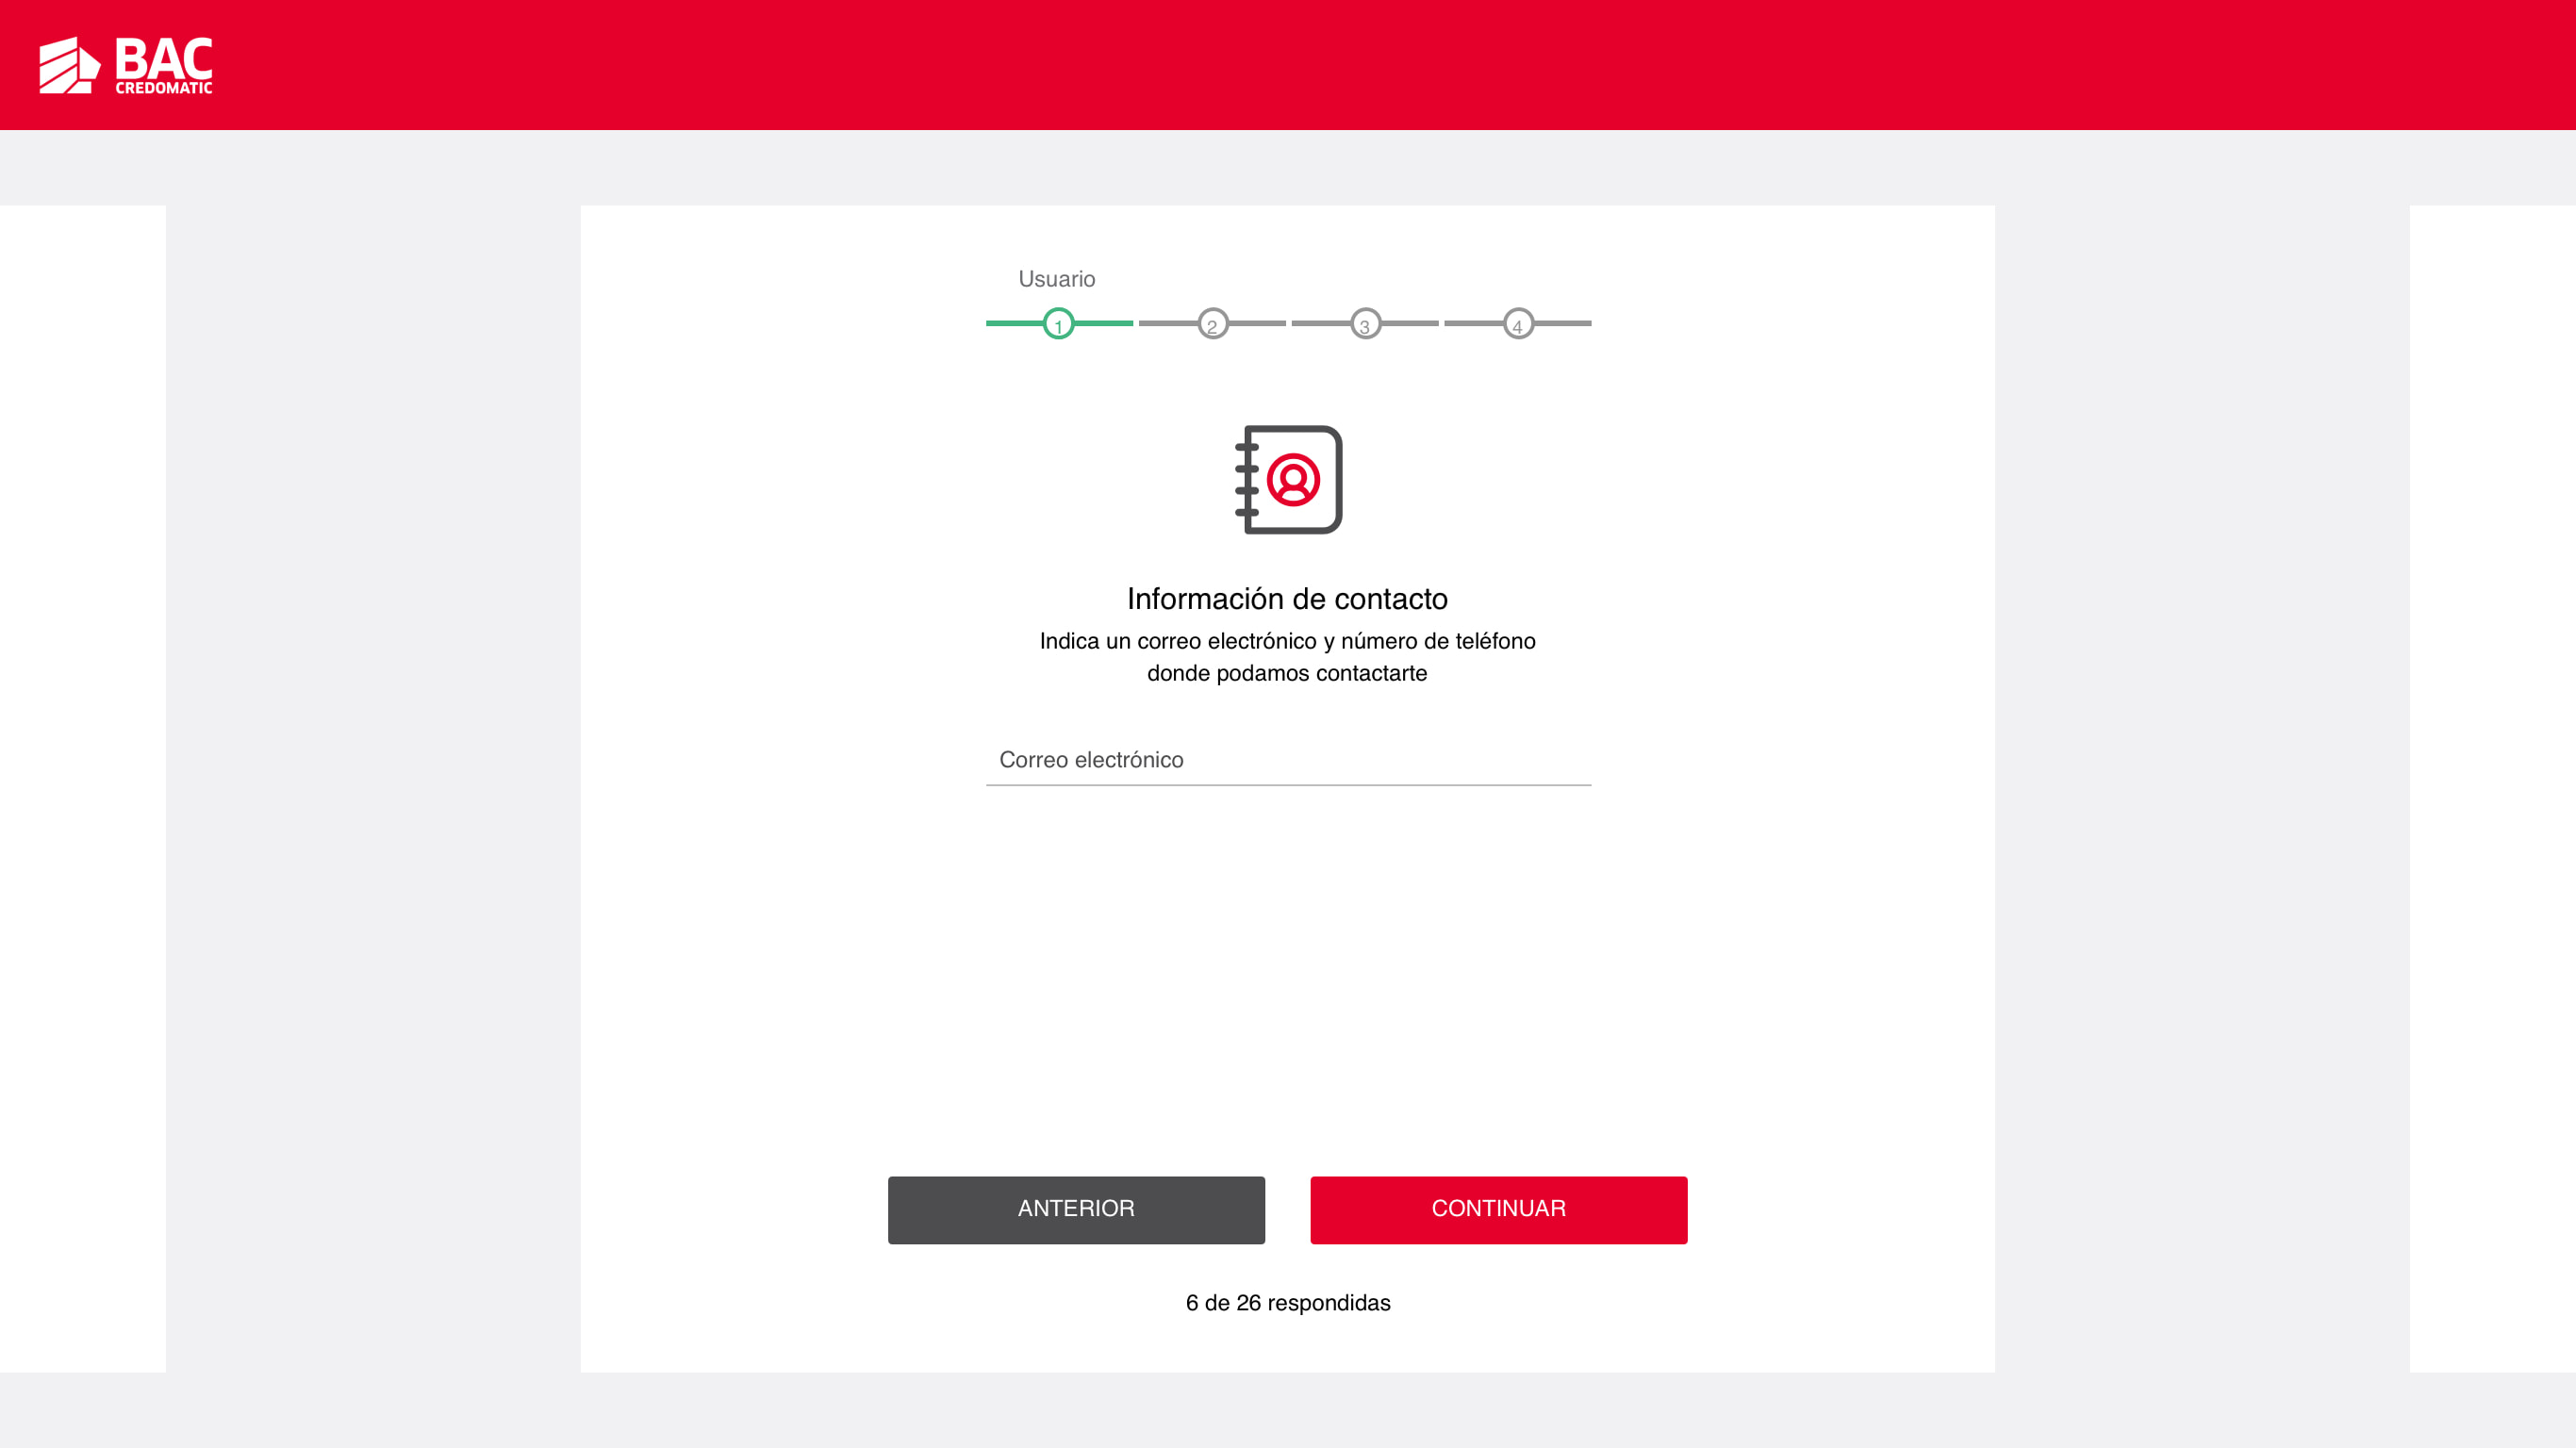 BAC
CREDOMATIC
Usuario
1 2 3 4
Información de contacto
Indica un correo electrónico y número de teléfono
donde podamos contactarte
Correo electrónico
ANTERIOR CONTINUAR
6 de 26 respondidas